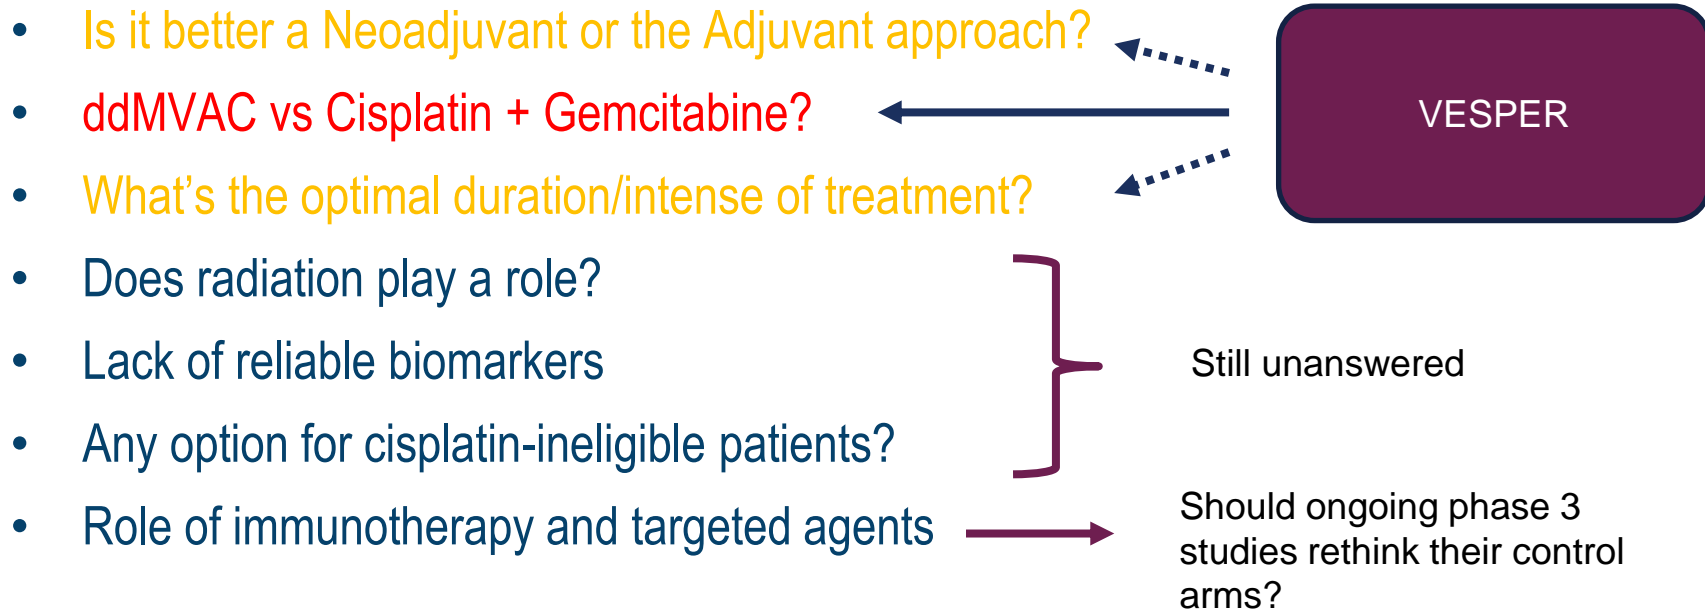 • Is it better a Neoadjuvant or the Adjuvant approach?
• ddMVAC vs Cisplatin + Gemcitabine?
VESPER
• What's the optimal duration/intense of treatment?
• Does radiation play a role?
• Lack of reliable biomarkers
Still unanswered
• Any option for cisplatin-ineligible patients?
• Role of immunotherapy and targeted agents
Should ongoing phase 3
studies rethink their control
arms?